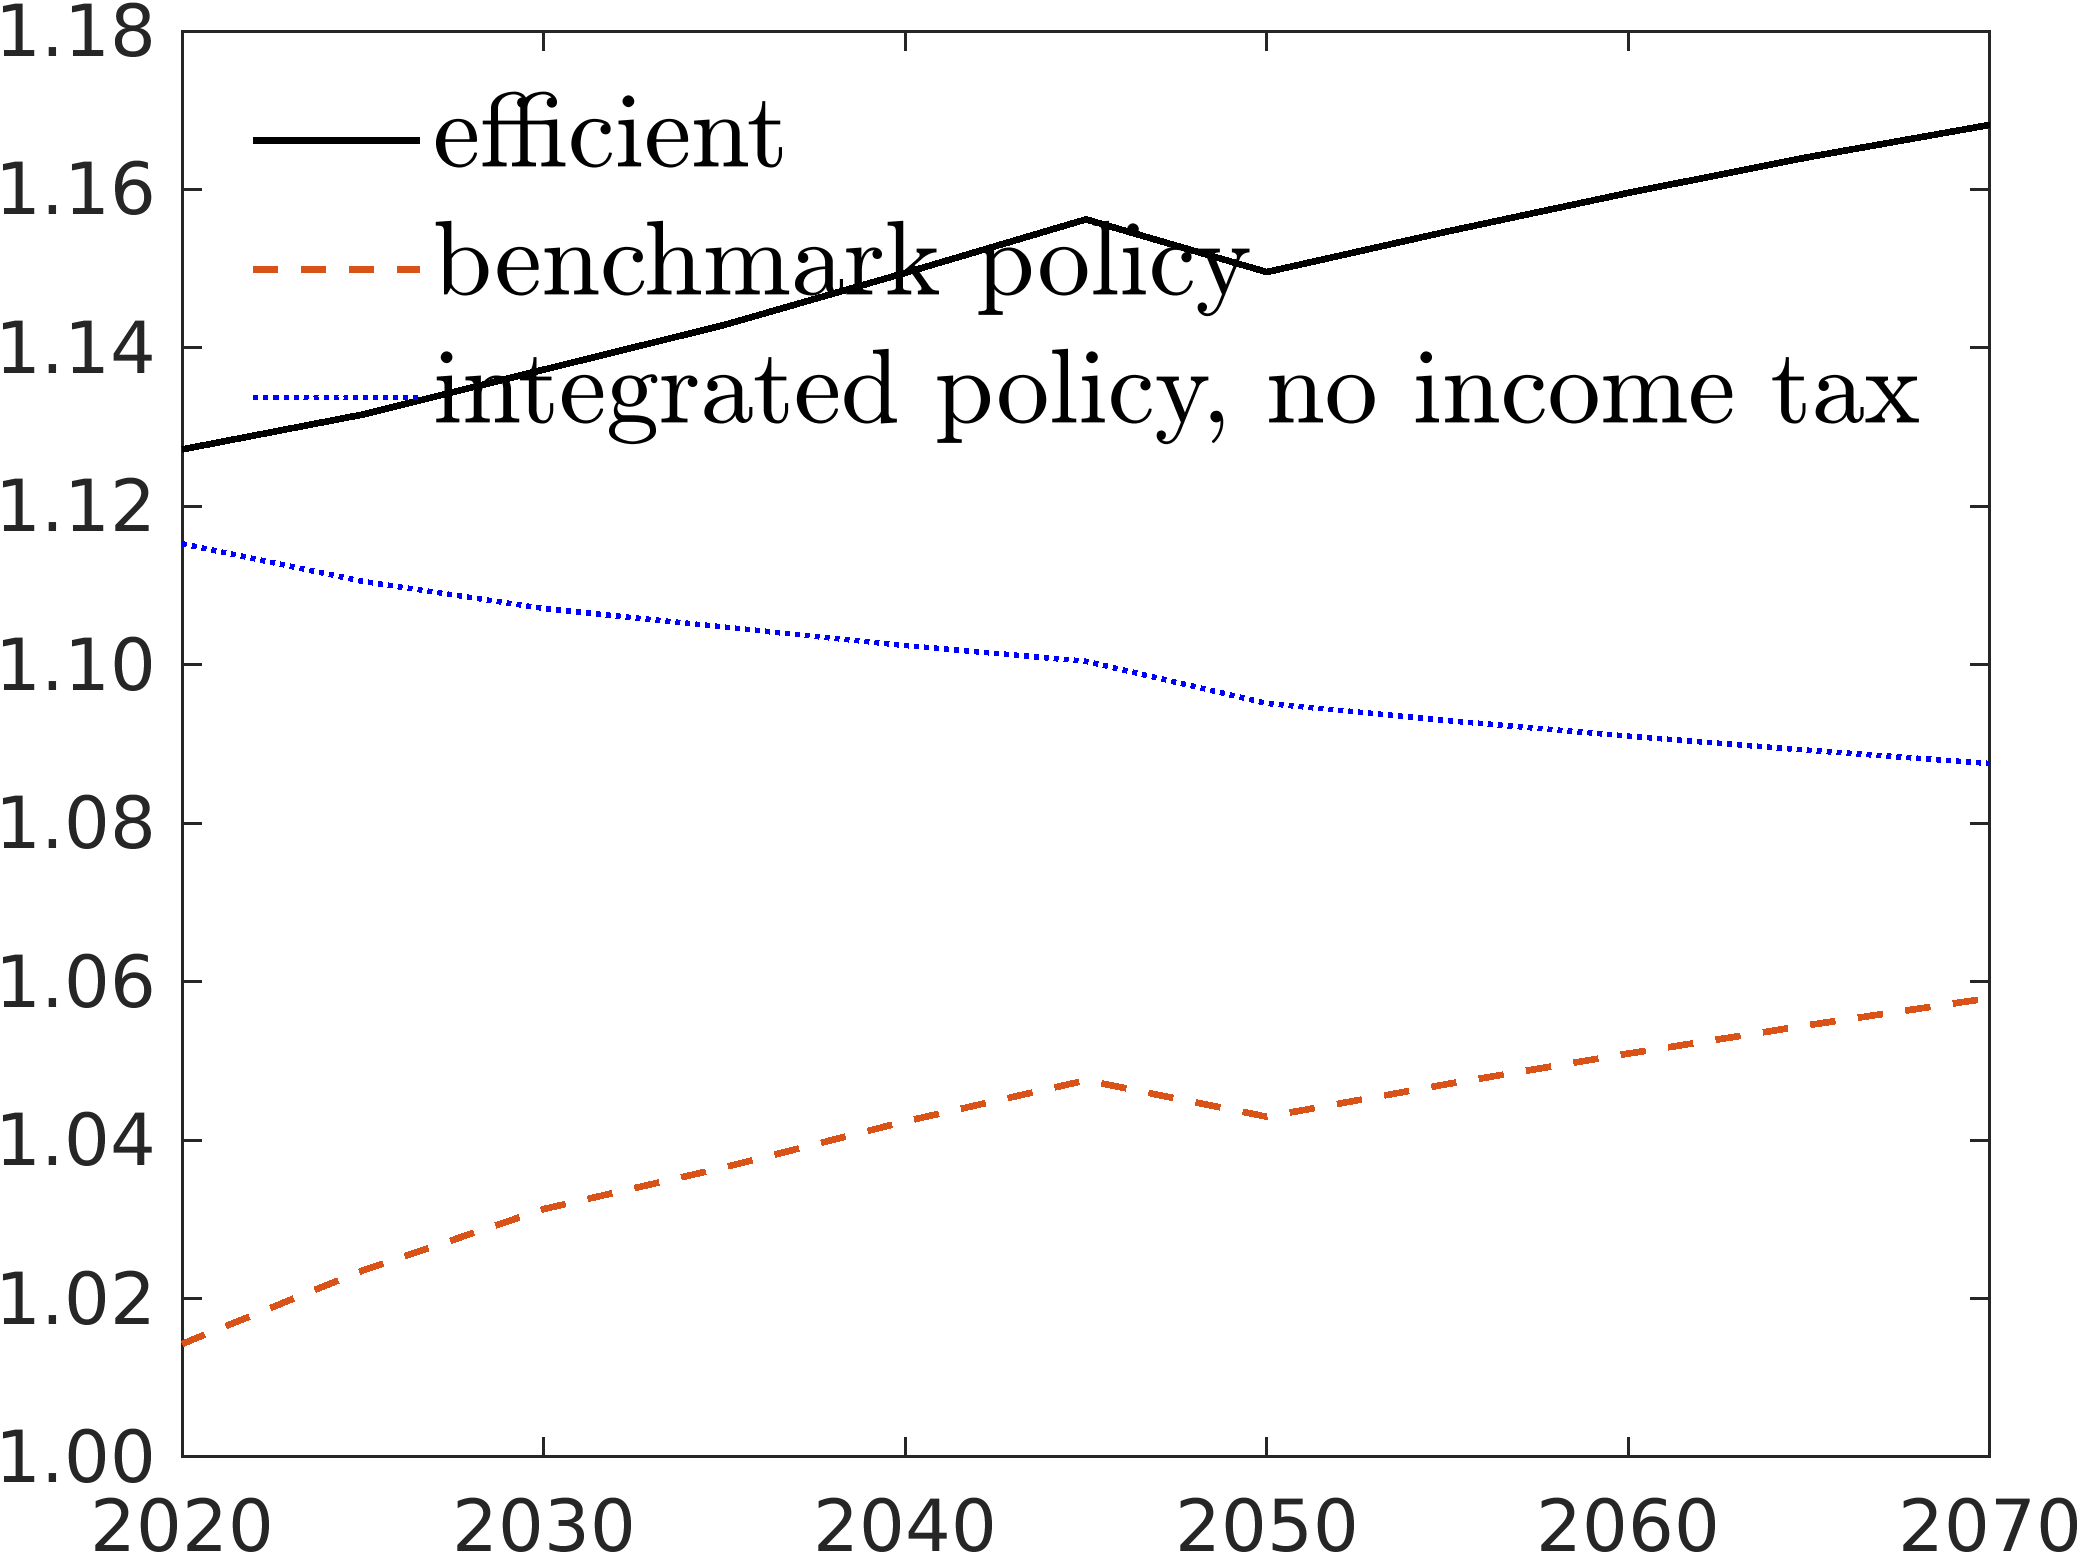 1.18
efficient
1.16
benchmark policy
1.14
integrated policy, no income tax
1.12
1.10
1.08
1.06
1.04
1.02
1.00
2020 2030 2040 2050 2060 2070